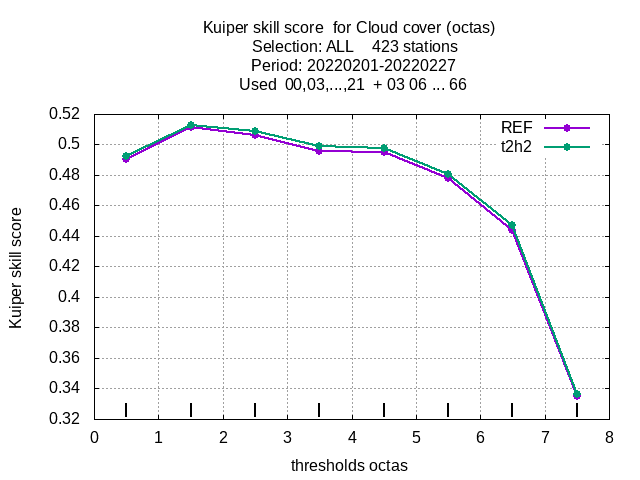 Kuiper skill score  for Cloud cover (octas)
Selection: ALL    423 stations
Period: 20220201-20220227
Used  00,03,...,21  + 03 06 ... 66
REF
t2h2
0.52
0.5
0.48
0.46
0.44
0.42
0.4
0.38
0.36
0.34
0.32
Kuiper skill score
0 1 2 3 4 5 6 7 8
thresholds octas